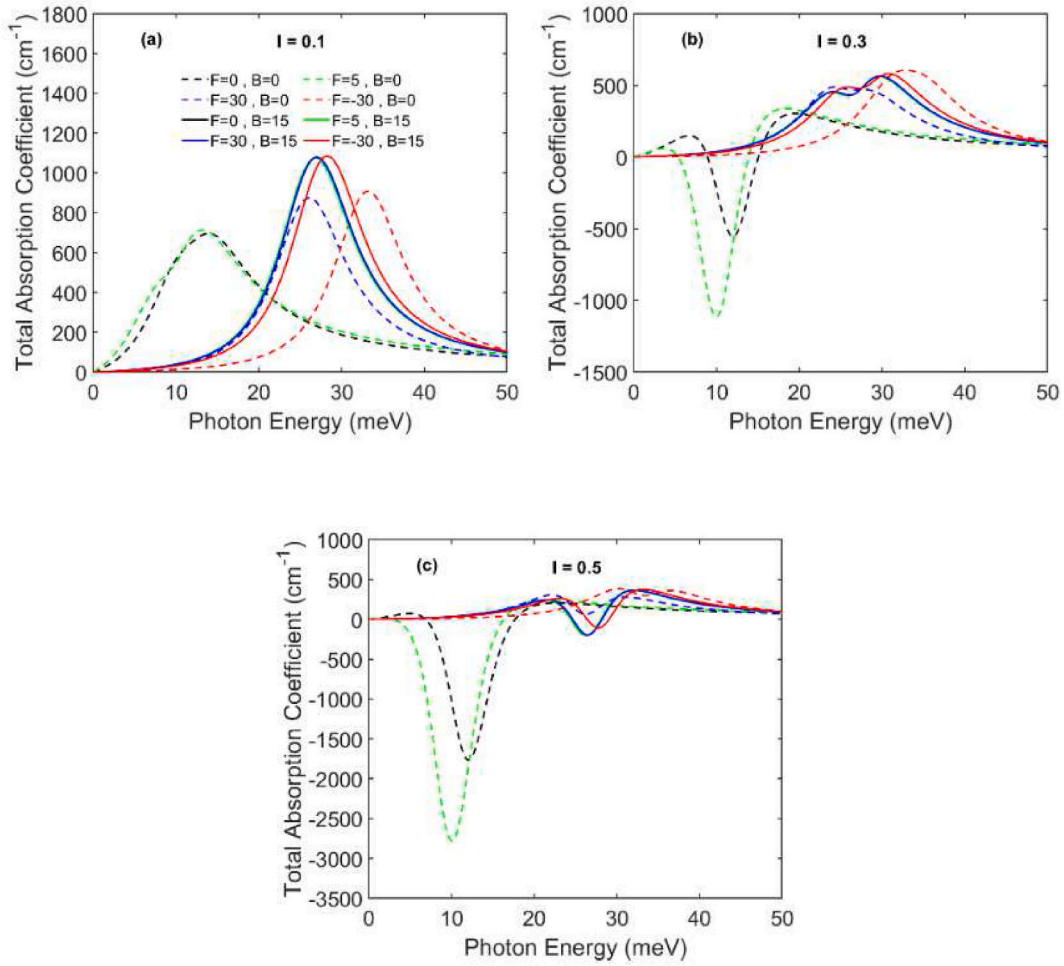 Total Absorption Coefficient (cm⁻¹)
1800
1600
1400
1200
1000
800
600
400
200
0
(a)
I = 0.1
F=0 , B=0
F=5 , B=0
F=30 , B=0
F=-30 , B=0
F=0 , B=15
F=5 , B=15
F=30 , B=15
F=-30 , B=15
0 10 20 30 40 50
Photon Energy (meV)
Total Absorption Coefficient (cm⁻¹)
1000
500
0
-500
-1000
-1500
(b)
I = 0.3
0 10 20 30 40 50
Photon Energy (meV)
Total Absorption Coefficient (cm⁻¹)
1000
500
0
-500
-1000
-1500
-2000
-2500
-3000
-3500
(c)
I = 0.5
0 10 20 30 40 50
Photon Energy (meV)